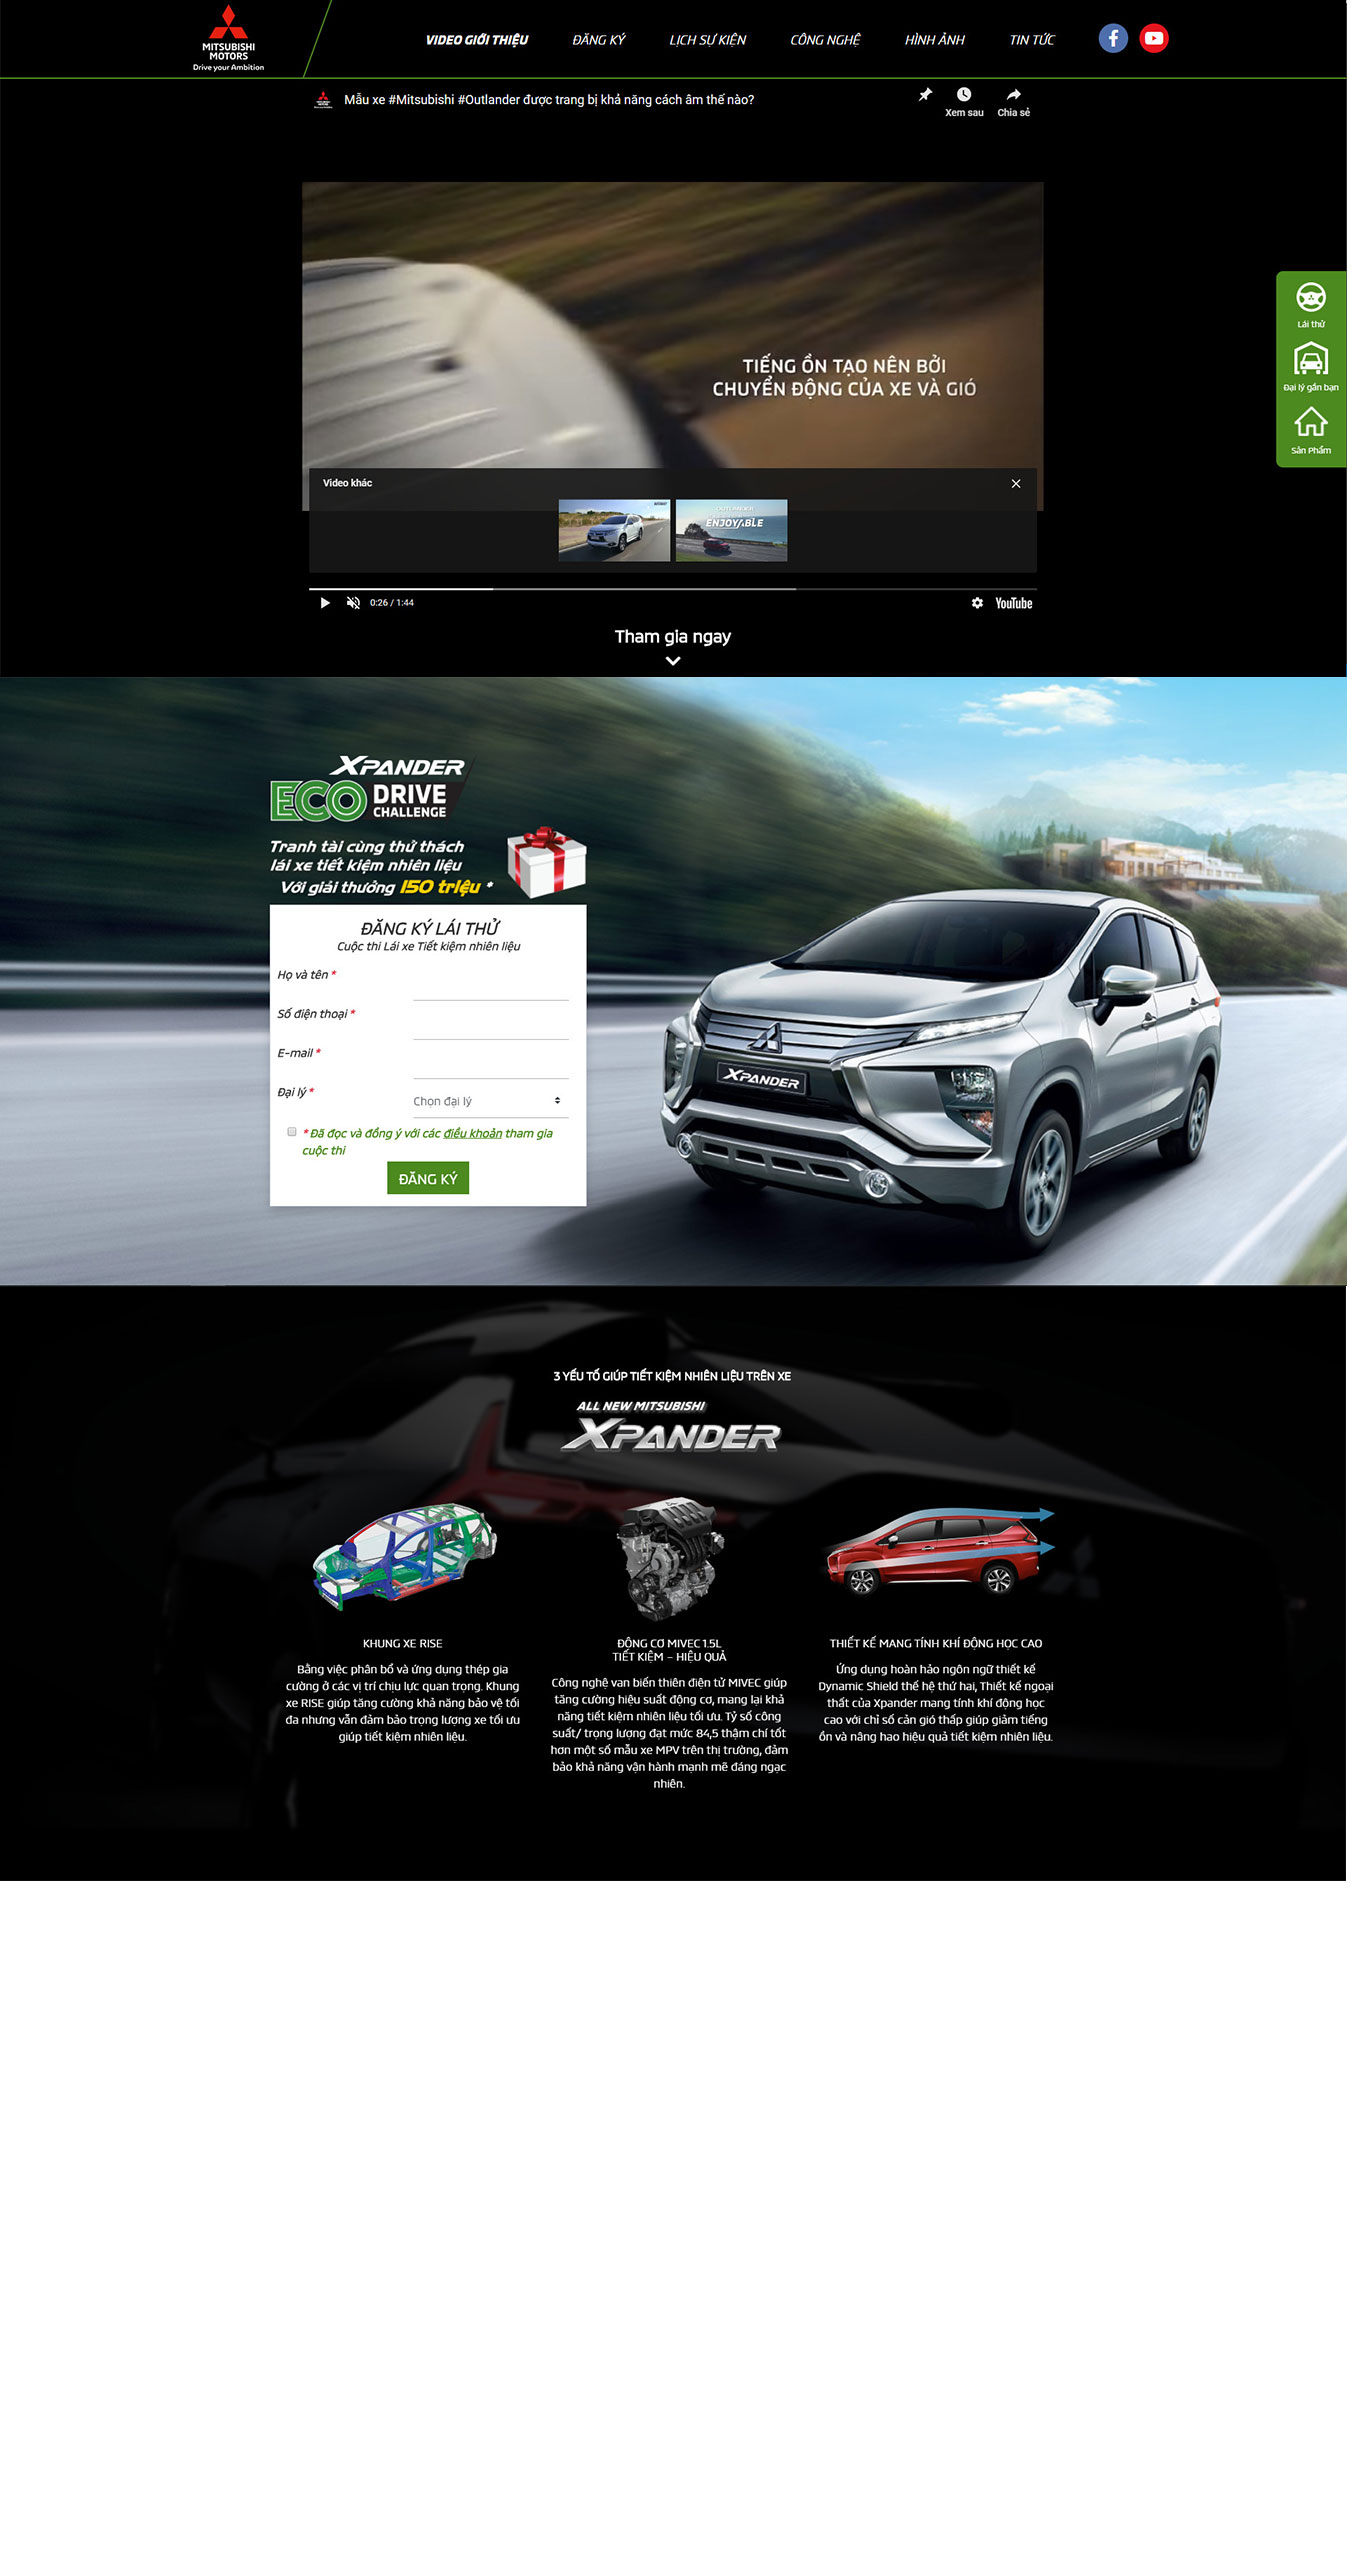 MITSUBISHI
MOTORS
Drive your Ambition
VIDEO GIỚI THIỆU
ĐĂNG KÝ
LỊCH SỰ KIỆN
CÔNG NGHỆ
HÌNH ẢNH
TIN TỨC
Mẫu xe #Mitsubishi #Outlander được trang bị khả năng cách âm thế nào?
Xem sau
Chia sẻ
TIẾNG ỒN TẠO NÊN BỞI
CHUYỂN ĐỘNG CỦA XE VÀ GIÓ
Lái thử
Đại lý gần bạn
Sản Phẩm
Video khác
OUTLANDER
ENJOYABLE
0:26 / 1:44
YouTube
Tham gia ngay
XPANDER
ECO DRIVE
CHALLENGE
Tranh tài cùng thử thách
lái xe tiết kiệm nhiên liệu
Với giải thưởng 150 triệu *
ĐĂNG KÝ LÁI THỬ
Cuộc thi Lái xe Tiết kiệm nhiên liệu
Họ và tên *
Số điện thoại *
E-mail *
Đại lý *
Chọn đại lý
* Đã đọc và đồng ý với các điều khoản tham gia
cuộc thi
ĐĂNG KÝ
XPANDER
3 YẾU TỐ GIÚP TIẾT KIỆM NHIÊN LIỆU TRÊN XE
ALL NEW MITSUBISHI
XPANDER
KHUNG XE RISE
Bằng việc phân bổ và ứng dụng thép gia
cường ở các vị trí chịu lực quan trọng. Khung
xe RISE giúp tăng cường khả năng bảo vệ tối
đa nhưng vẫn đảm bảo trọng lượng xe tối ưu
giúp tiết kiệm nhiên liệu.
ĐỘNG CƠ MIVEC 1.5L
TIẾT KIỆM – HIỆU QUẢ
Công nghệ van biến thiên điện tử MIVEC giúp
tăng cường hiệu suất động cơ, mang lại khả
năng tiết kiệm nhiên liệu tối ưu. Tỷ số công
suất/ trọng lượng đạt mức 84,5 thậm chí tốt
hơn một số mẫu xe MPV trên thị trường, đảm
bảo khả năng vận hành mạnh mẽ đáng ngạc
nhiên.
THIẾT KẾ MANG TÍNH KHÍ ĐỘNG HỌC CAO
Ứng dụng hoàn hảo ngôn ngữ thiết kế
Dynamic Shield thế hệ thứ hai, Thiết kế ngoại
thất của Xpander mang tính khí động học
cao với chỉ số cản gió thấp giúp giảm tiếng
ồn và nâng hao hiệu quả tiết kiệm nhiên liệu.